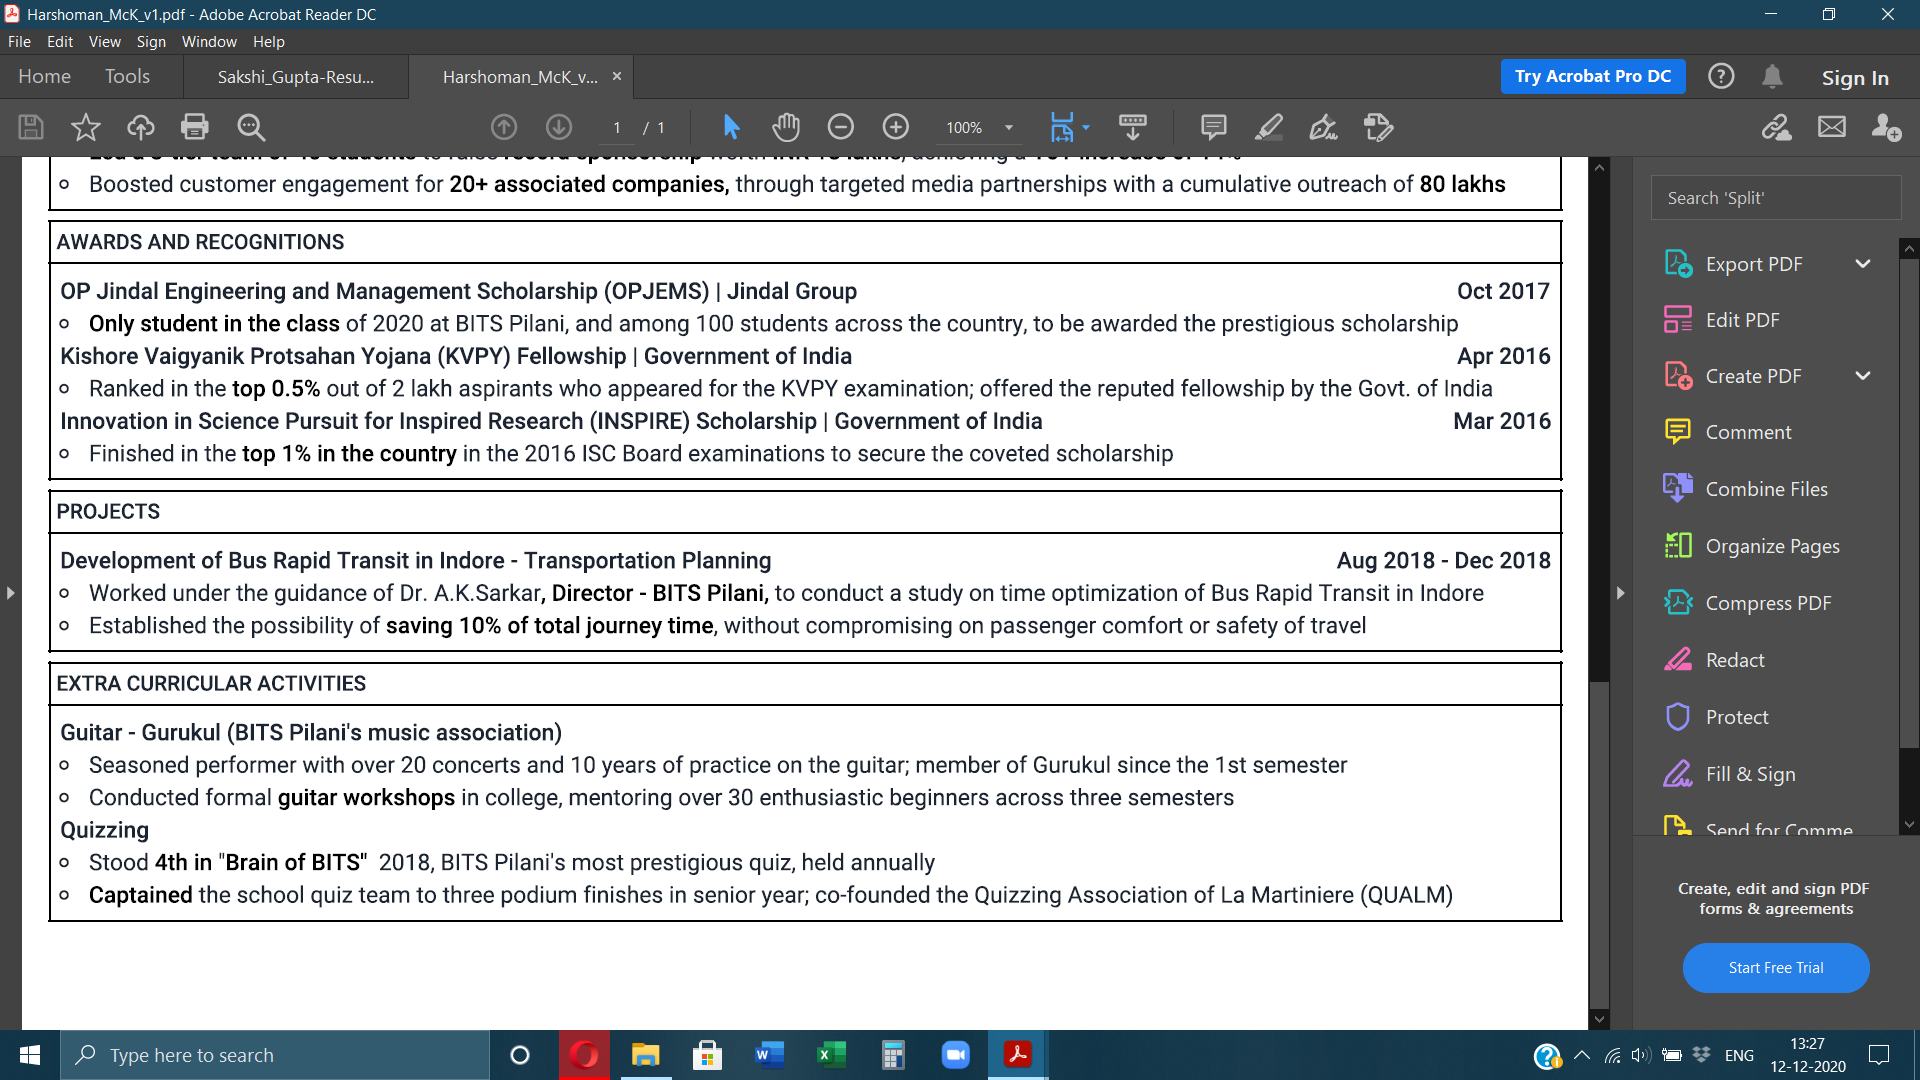 Harshoman_McK_v1.pdf - Adobe Acrobat Reader DC
File Edit View Sign Window Help
Home Tools Sakshi_Gupta-Resu... Harshoman_McK_v... × Try Acrobat Pro DC ? Sign In
1 / 1 100%
to raise record sponsorship worth
○ Boosted customer engagement for 20+ associated companies, through targeted media partnerships with a cumulative outreach of 80 lakhs
AWARDS AND RECOGNITIONS
OP Jindal Engineering and Management Scholarship (OPJEMS) | Jindal Group Oct 2017
○ Only student in the class of 2020 at BITS Pilani, and among 100 students across the country, to be awarded the prestigious scholarship
Kishore Vaigyanik Protsahan Yojana (KVPY) Fellowship | Government of India Apr 2016
○ Ranked in the top 0.5% out of 2 lakh aspirants who appeared for the KVPY examination; offered the reputed fellowship by the Govt. of India
Innovation in Science Pursuit for Inspired Research (INSPIRE) Scholarship | Government of India Mar 2016
○ Finished in the top 1% in the country in the 2016 ISC Board examinations to secure the coveted scholarship
PROJECTS
Development of Bus Rapid Transit in Indore - Transportation Planning Aug 2018 - Dec 2018
○ Worked under the guidance of Dr. A.K.Sarkar, Director - BITS Pilani, to conduct a study on time optimization of Bus Rapid Transit in Indore
○ Established the possibility of saving 10% of total journey time, without compromising on passenger comfort or safety of travel
EXTRA CURRICULAR ACTIVITIES
Guitar - Gurukul (BITS Pilani's music association)
○ Seasoned performer with over 20 concerts and 10 years of practice on the guitar; member of Gurukul since the 1st semester
○ Conducted formal guitar workshops in college, mentoring over 30 enthusiastic beginners across three semesters
Quizzing
○ Stood 4th in "Brain of BITS" 2018, BITS Pilani's most prestigious quiz, held annually
○ Captained the school quiz team to three podium finishes in senior year; co-founded the Quizzing Association of La Martiniere (QUALM)
Search 'Split'
Export PDF
Edit PDF
Create PDF
Comment
Combine Files
Organize Pages
Compress PDF
Redact
Protect
Fill & Sign
Send for Comme
Create, edit and sign PDF
forms & agreements
Start Free Trial
Type here to search
ENG
13:27
12-12-2020